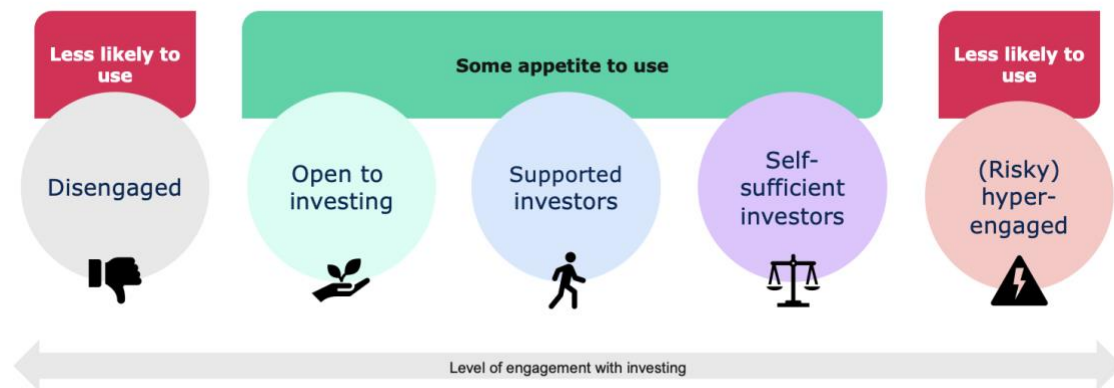 Less likely to
use
Some appetite to use
Less likely to
use
Disengaged
Open to
investing
Supported
investors
Self-
sufficient
investors
(Risky)
hyper-
engaged
Level of engagement with investing